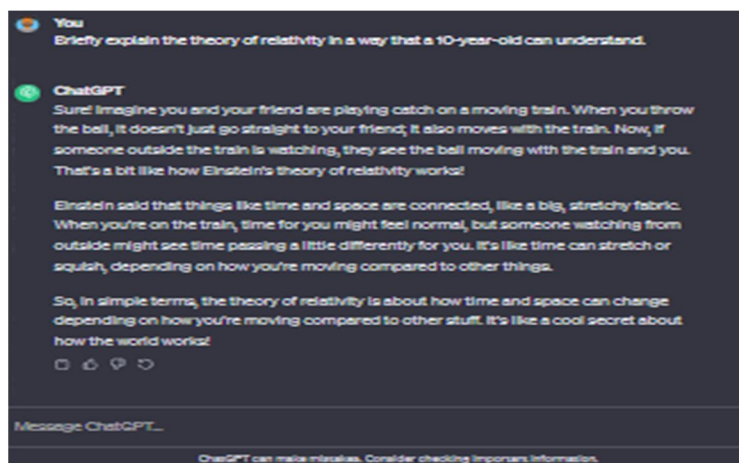 You
Briefly explain the theory of relativity in a way that a 10-year-old can understand.
ChatGPT
Sure! Imagine you and your friend are playing catch on a moving train. When you throw
the ball, it doesn't just go straight to your friend; it also moves with the train. Now, if
someone outside the train is watching, they see the ball moving with the train and you.
That's a bit like how Einstein's theory of relativity works!
Einstein said that things like time and space are connected, like a big, stretchy fabric.
When you're on the train, time for you might feel normal, but someone watching from
outside might see time passing a little differently for you. It's like time can stretch or
squish, depending on how you're moving compared to other things.
So, in simple terms, the theory of relativity is about how time and space can change
depending on how you're moving compared to other stuff. It's like a cool secret about
how the world works!
Message ChatGPT...
ChatGPT can make mistakes. Consider checking important information.